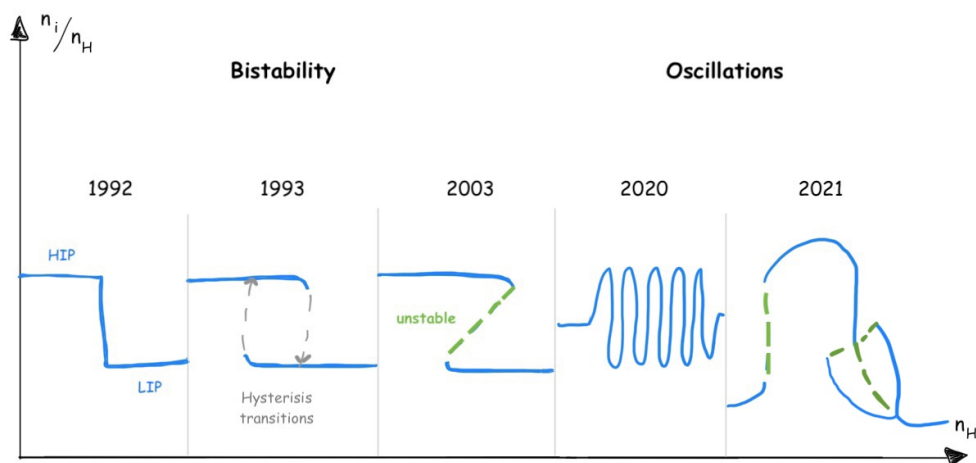 n_i/n_H
Bistability
Oscillations
1992
1993
2003
2020
2021
HIP
LIP
Hysterisis
transitions
unstable
n_H